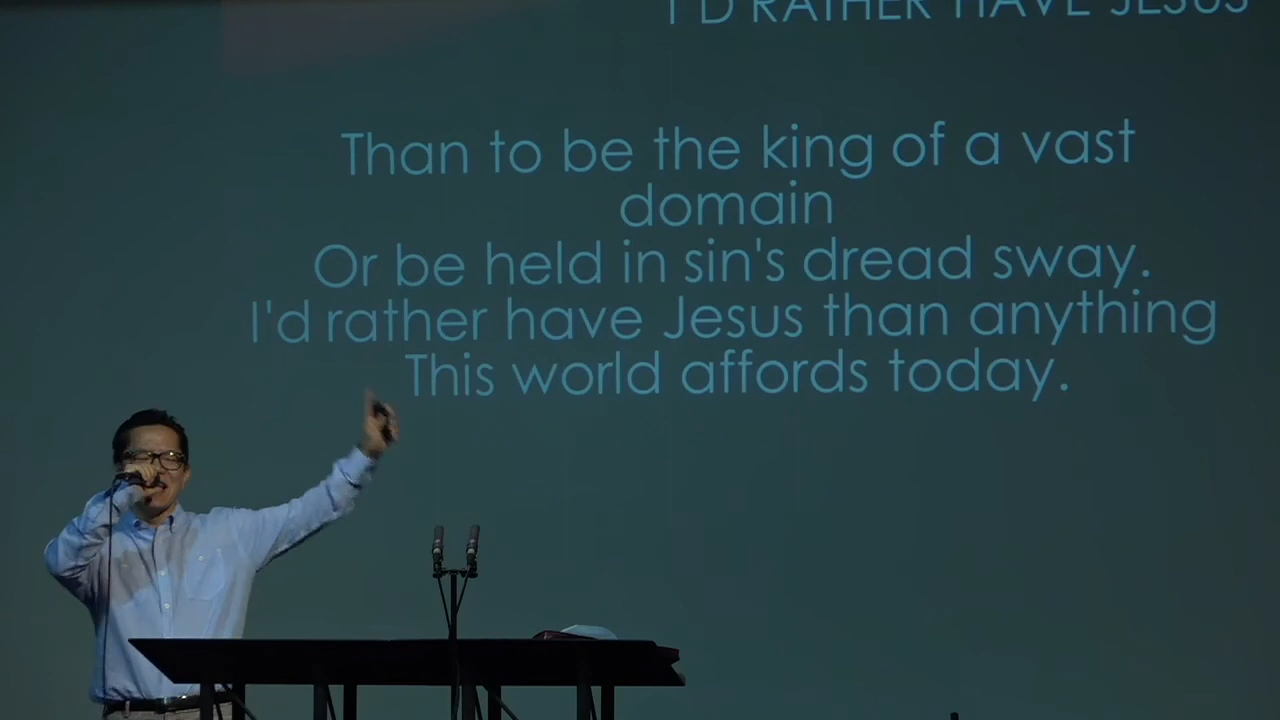 I'D RATHER HAVE JESUS
Than to be the king of a vast
domain
Or be held in sin's dread sway.
I'd rather have Jesus than anything
This world affords today.